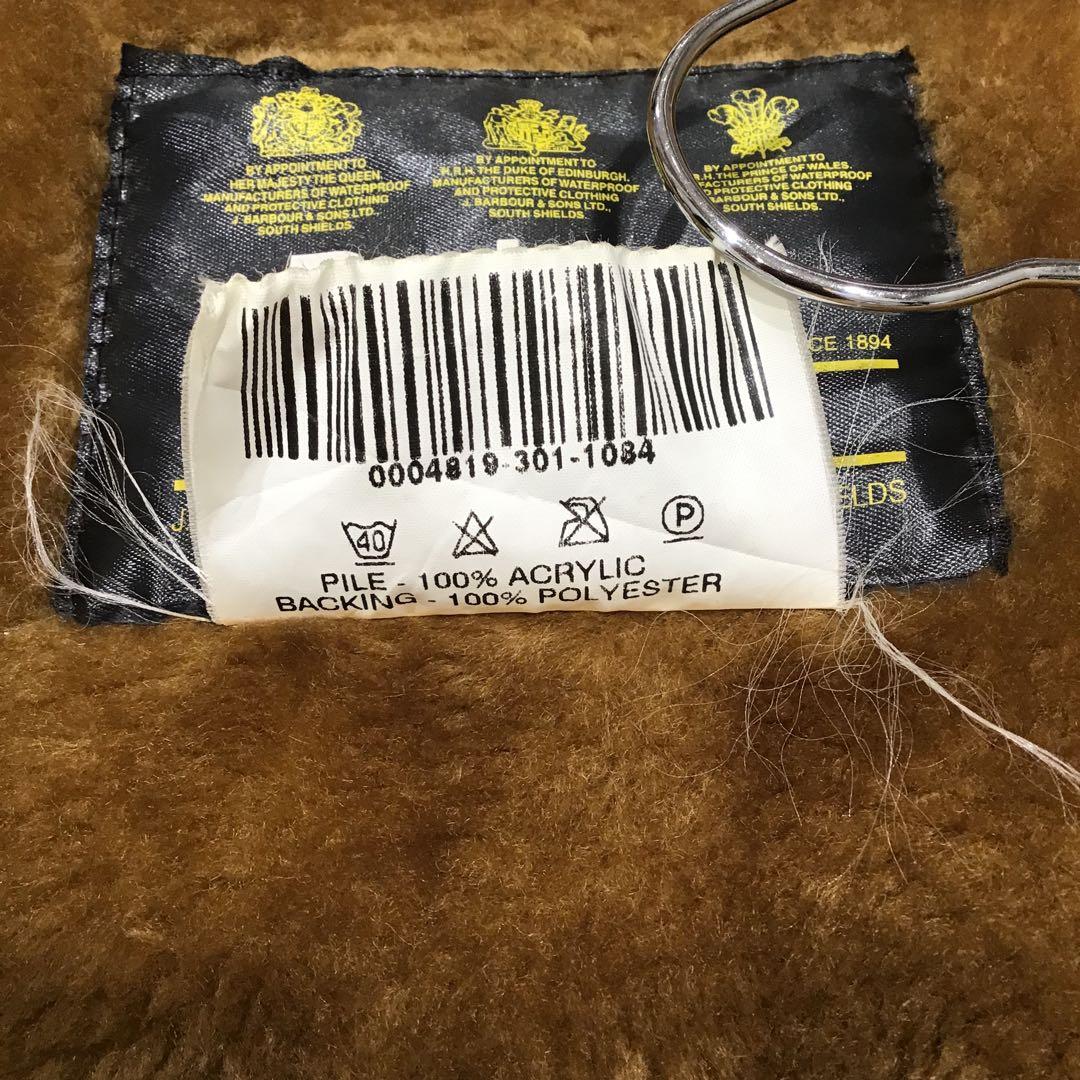 BY APPOINTMENT TO
HER MAJESTY THE QUEEN
MANUFACTURERS OF WATERPROOF
AND PROTECTIVE CLOTHING
J. BARBOUR & SONS LTD.,
SOUTH SHIELDS.
BY APPOINTMENT TO
H.R.H. THE DUKE OF EDINBURGH.
MANUFACTURERS OF WATERPROOF
AND PROTECTIVE CLOTHING
J. BARBOUR & SONS LTD.,
SOUTH SHIELDS.
BY APPOINTMENT TO
R.H. THE PRINCE OF WALES.
FACTURERS OF WATERPROOF
AND PROTECTIVE CLOTHING
J. BARBOUR & SONS LTD.,
SOUTH SHIELDS.
CE 1894
J.
ELDS
0004819-301-1084
40
P
PILE - 100% ACRYLIC
BACKING - 100% POLYESTER